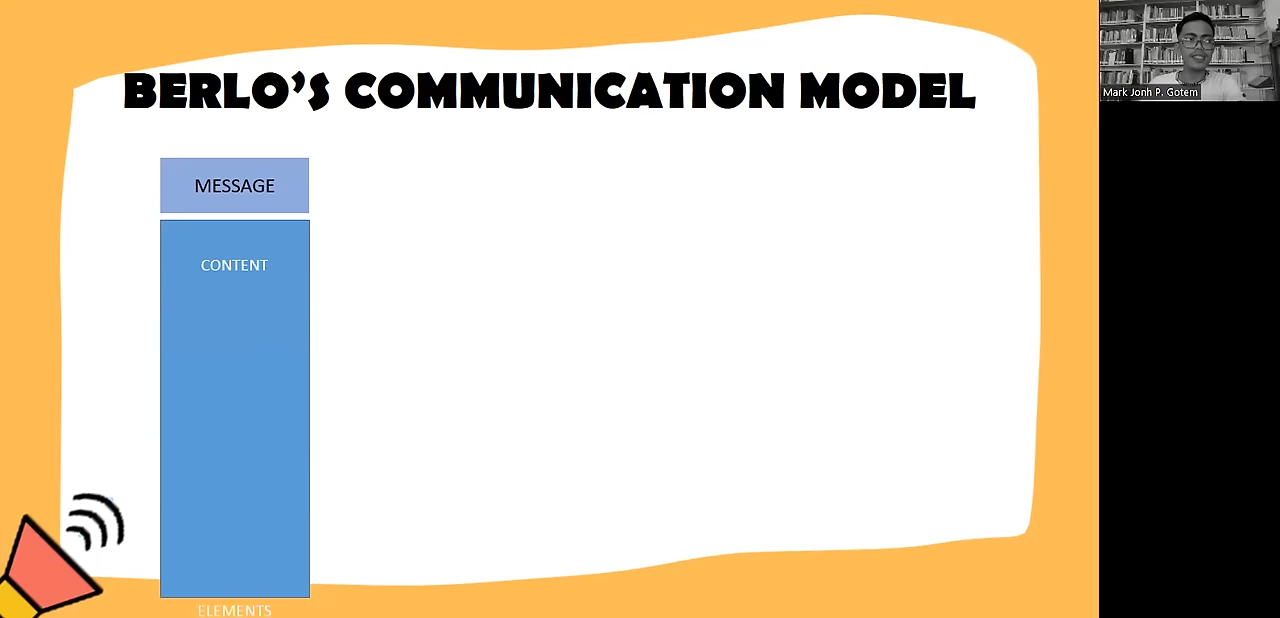 BERLO'S COMMUNICATION MODEL
Mark Jonh P. Gotem
MESSAGE
CONTENT
ELEMENTS